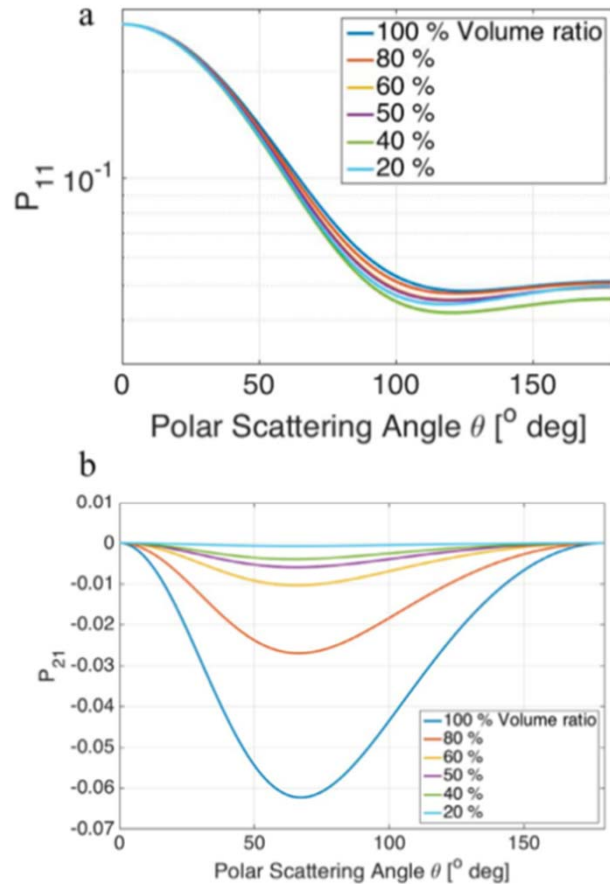 a
100 % Volume ratio
80 %
60 %
50 %
40 %
20 %
P11
10-1
0 50 100 150
Polar Scattering Angle θ [o deg]
b
0.01
0
-0.01
-0.02
-0.03
-0.04
-0.05
-0.06
-0.07
P21
100 % Volume ratio
80 %
60 %
50 %
40 %
20 %
0 50 100 150
Polar Scattering Angle θ [o deg]